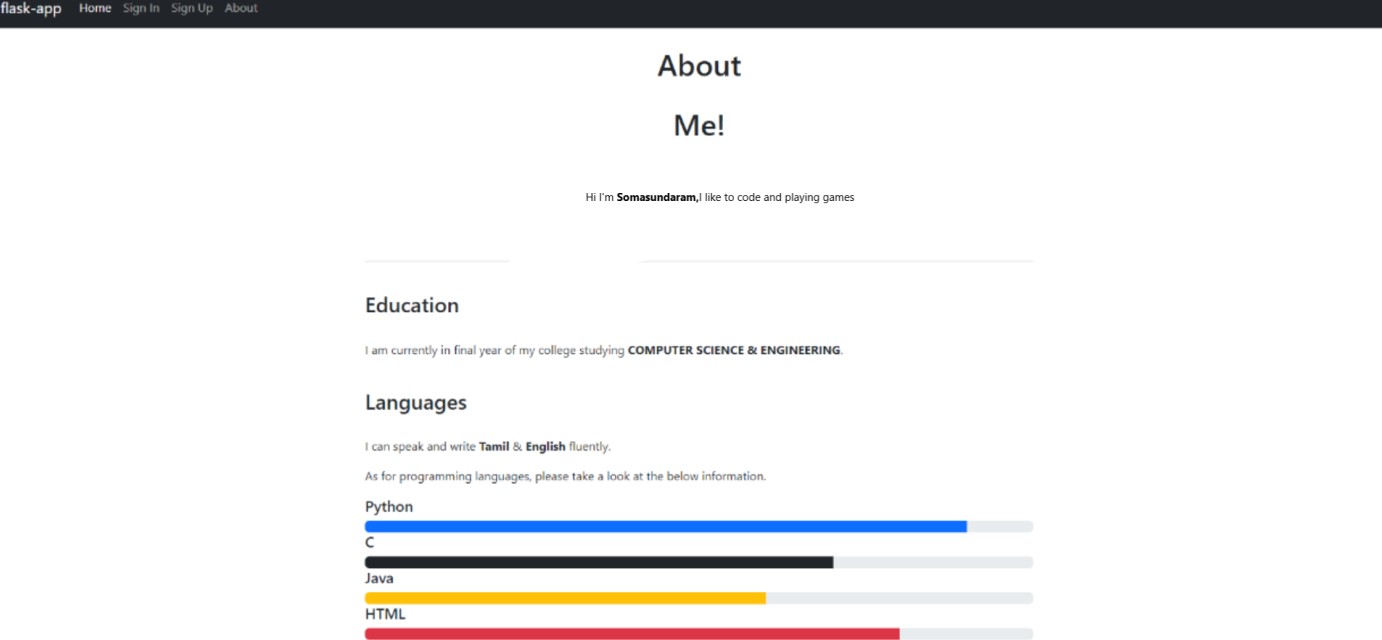 flask-app Home Sign In Sign Up About
About
Me!
Hi I'm Somasundaram,I like to code and playing games
Education
I am currently in final year of my college studying COMPUTER SCIENCE & ENGINEERING.
Languages
I can speak and write Tamil & English fluently.
As for programming languages, please take a look at the below information.
Python
C
Java
HTML